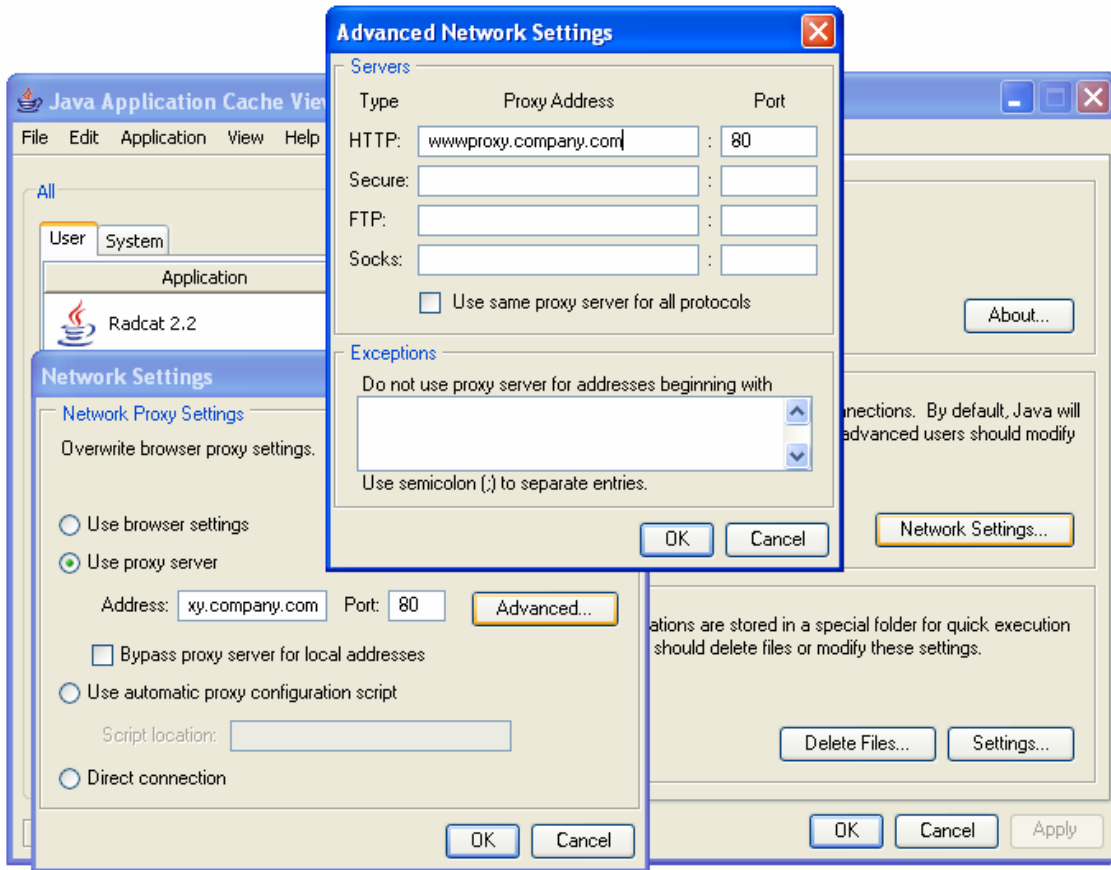 Advanced Network Settings
Servers
Type Proxy Address Port
HTTP: wwwproxy.company.com : 80
Secure: :
FTP: :
Socks: :
Use same proxy server for all protocols
Exceptions
Do not use proxy server for addresses beginning with
Use semicolon (;) to separate entries.
OK Cancel
Java Application Cache Vie
File Edit Application View Help
All
User System
Application
Radcat 2.2
About...
nnections. By default, Java will
advanced users should modify
Network Settings...
ations are stored in a special folder for quick execution
should delete files or modify these settings.
Delete Files... Settings...
OK Cancel Apply
Network Settings
Network Proxy Settings
Overwrite browser proxy settings.
Use browser settings
Use proxy server
Address: xy.company.com Port: 80 Advanced...
Bypass proxy server for local addresses
Use automatic proxy configuration script
Script location:
Direct connection
OK Cancel